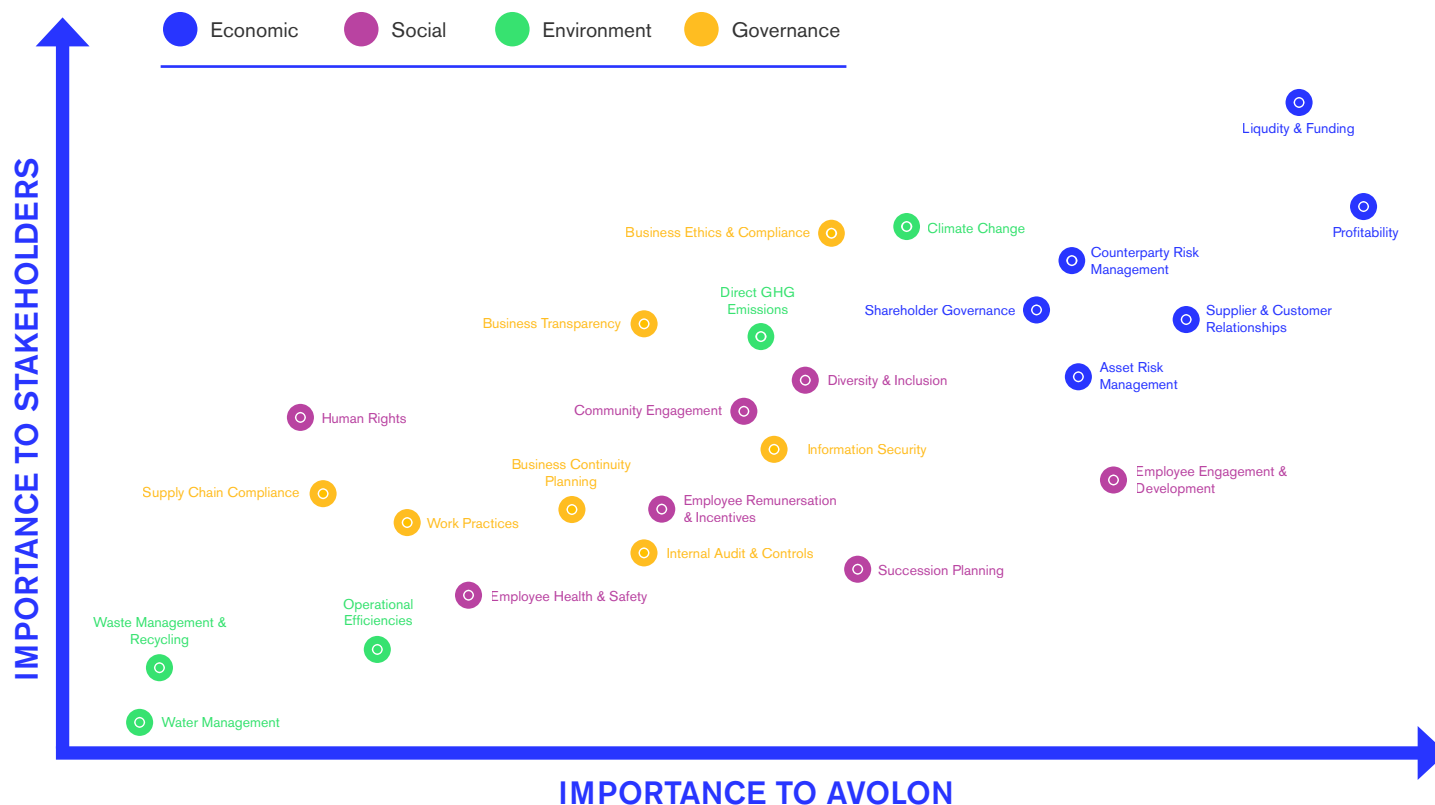 Economic
Social
Environment
Governance
IMPORTANCE TO STAKEHOLDERS
Liqudity & Funding
Profitability
Business Ethics & Compliance
Climate Change
Counterparty Risk
Management
Direct GHG
Emissions
Shareholder Governance
Supplier & Customer
Relationships
Business Transparency
Asset Risk
Management
Diversity & Inclusion
Community Engagement
Human Rights
Information Security
Business Continuity
Planning
Employee Engagement &
Development
Supply Chain Compliance
Employee Remunersation
& Incentives
Work Practices
Internal Audit & Controls
Succession Planning
Employee Health & Safety
Operational
Efficiencies
Waste Management &
Recycling
Water Management
IMPORTANCE TO AVOLON